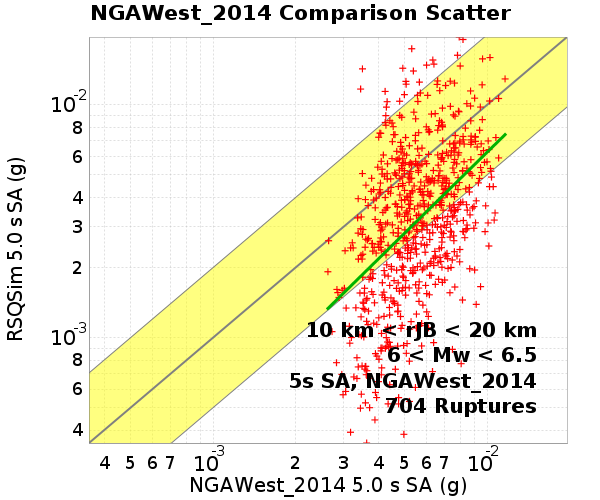 NGAWest_2014 Comparison Scatter
RSQSim 5.0 s SA (g)
10-2
8
6
4
3
2
10-3
8
6
4
10 km < rJB < 20 km
6 < Mw < 6.5
5s SA, NGAWest_2014
704 Ruptures
4 5 6 7 10-3 2 3 4 5 6 7 10-2
NGAWest_2014 5.0 s SA (g)